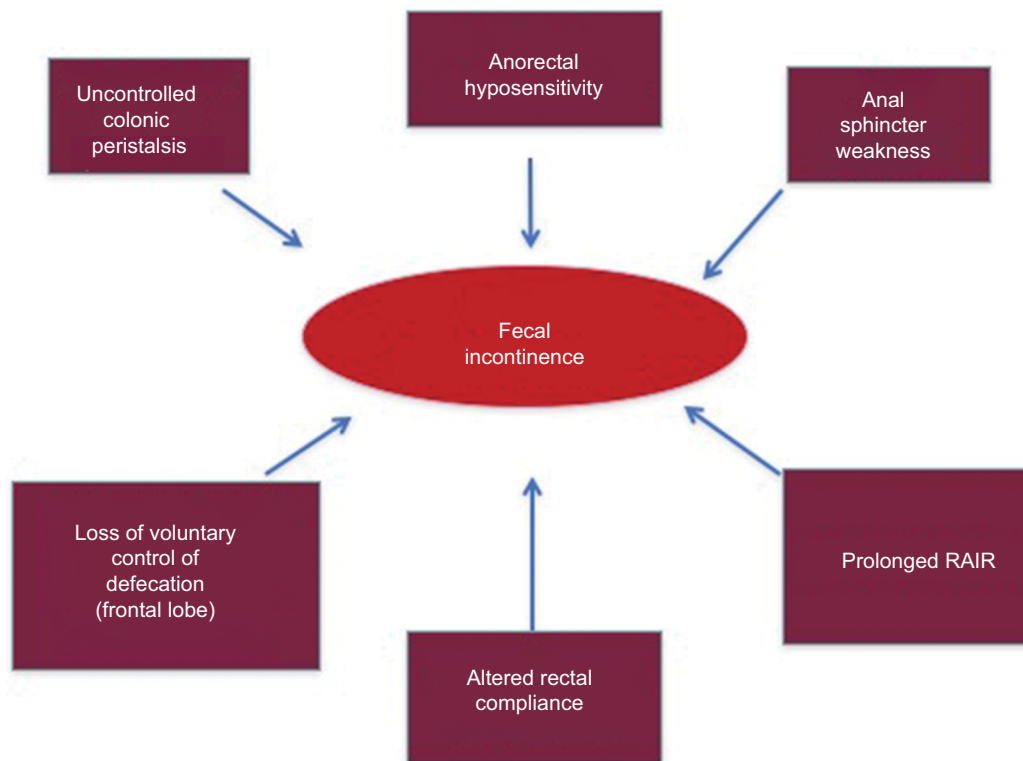 Uncontrolled
colonic
peristalsis
Anorectal
hyposensitivity
Anal
sphincter
weakness
Fecal
incontinence
Loss of voluntary
control of
defecation
(frontal lobe)
Altered rectal
compliance
Prolonged RAIR